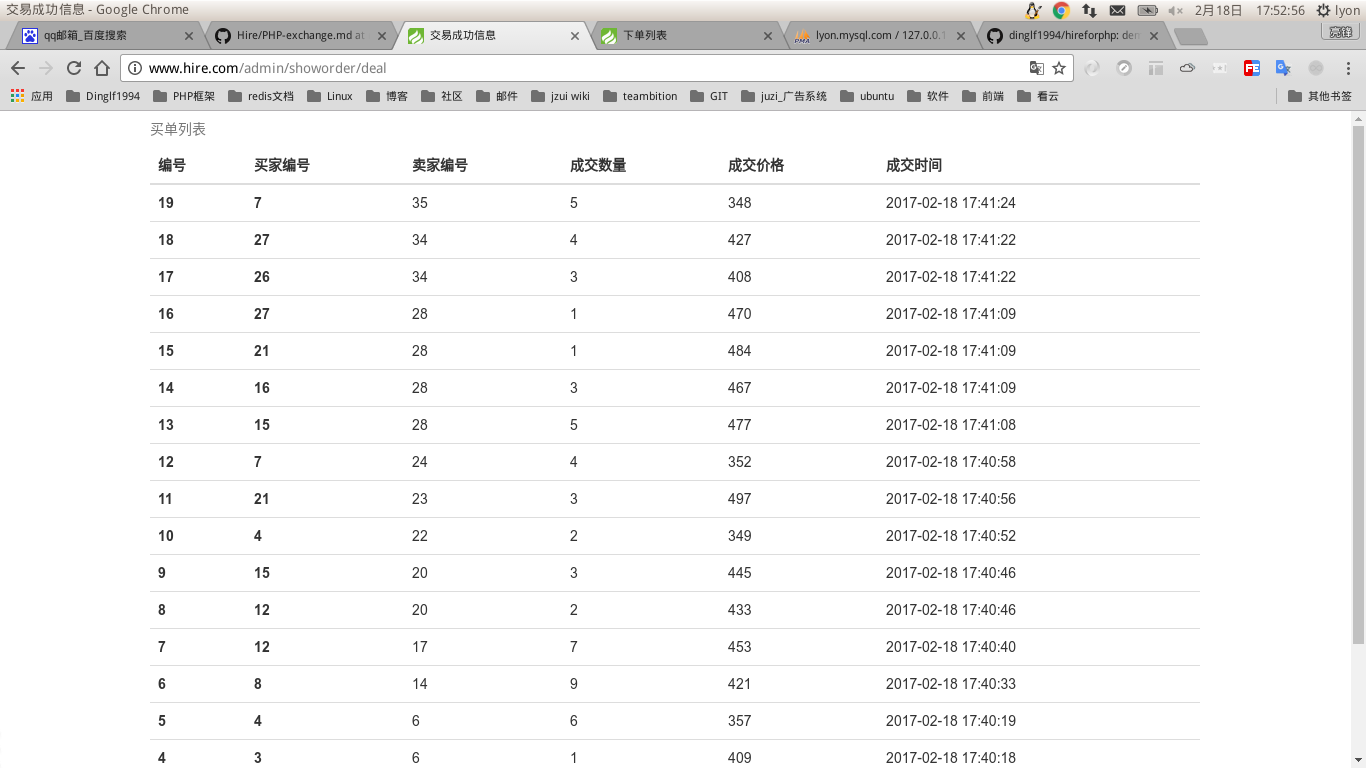 交易成功信息 - Google Chrome
2月18日 17:52:56 lyon
qq邮箱_百度搜索 Hire/PHP-exchange.md at 交易成功信息 下单列表 lyon.mysql.com / 127.0.0.1 dinglf1994/hireforphp: dem 亮锋
www.hire.com/admin/showorder/deal
应用 Dinglf1994 PHP框架 redis文档 Linux 博客 社区 邮件 jzui wiki teambition GIT juzi_广告系统 ubuntu 软件 前端 看云 其他书签
买单列表
编号 买家编号 卖家编号 成交数量 成交价格 成交时间
19 7 35 5 348 2017-02-18 17:41:24
18 27 34 4 427 2017-02-18 17:41:22
17 26 34 3 408 2017-02-18 17:41:22
16 27 28 1 470 2017-02-18 17:41:09
15 21 28 1 484 2017-02-18 17:41:09
14 16 28 3 467 2017-02-18 17:41:09
13 15 28 5 477 2017-02-18 17:41:08
12 7 24 4 352 2017-02-18 17:40:58
11 21 23 3 497 2017-02-18 17:40:56
10 4 22 2 349 2017-02-18 17:40:52
9 15 20 3 445 2017-02-18 17:40:46
8 12 20 2 433 2017-02-18 17:40:46
7 12 17 7 453 2017-02-18 17:40:40
6 8 14 9 421 2017-02-18 17:40:33
5 4 6 6 357 2017-02-18 17:40:19
4 3 6 1 409 2017-02-18 17:40:18